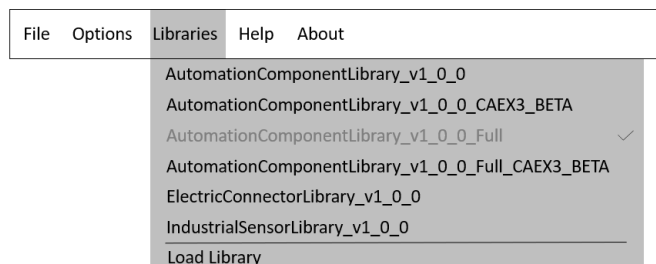 File Options Libraries Help About
AutomationComponentLibrary_v1_0_0
AutomationComponentLibrary_v1_0_0_CAEX3_BETA
AutomationComponentLibrary_v1_0_0_Full
AutomationComponentLibrary_v1_0_0_Full_CAEX3_BETA
ElectricConnectorLibrary_v1_0_0
IndustrialSensorLibrary_v1_0_0
Load Library